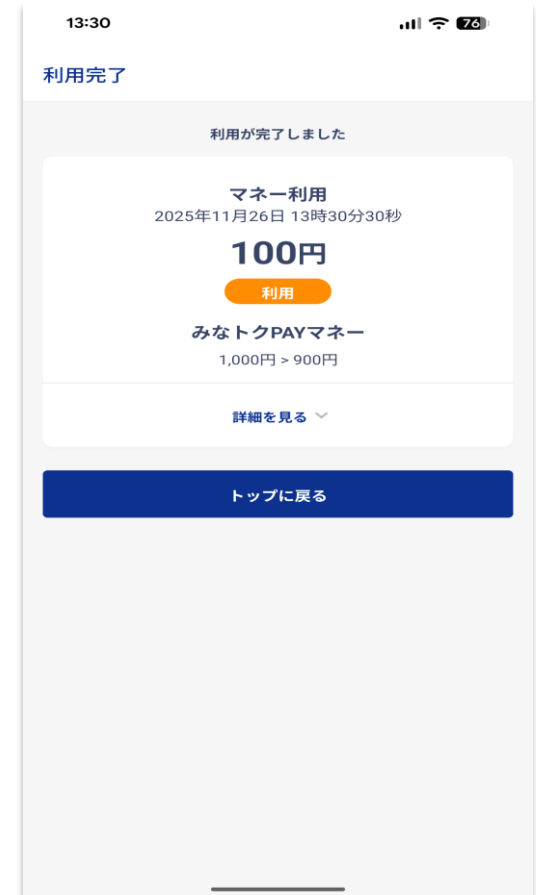 13:30
76
利用完了
利用が完了しました
マネー利用
2025年11月26日 13時30分30秒
100円
利用
みなトクPAYマネー
1,000円 > 900円
詳細を見る
トップに戻る